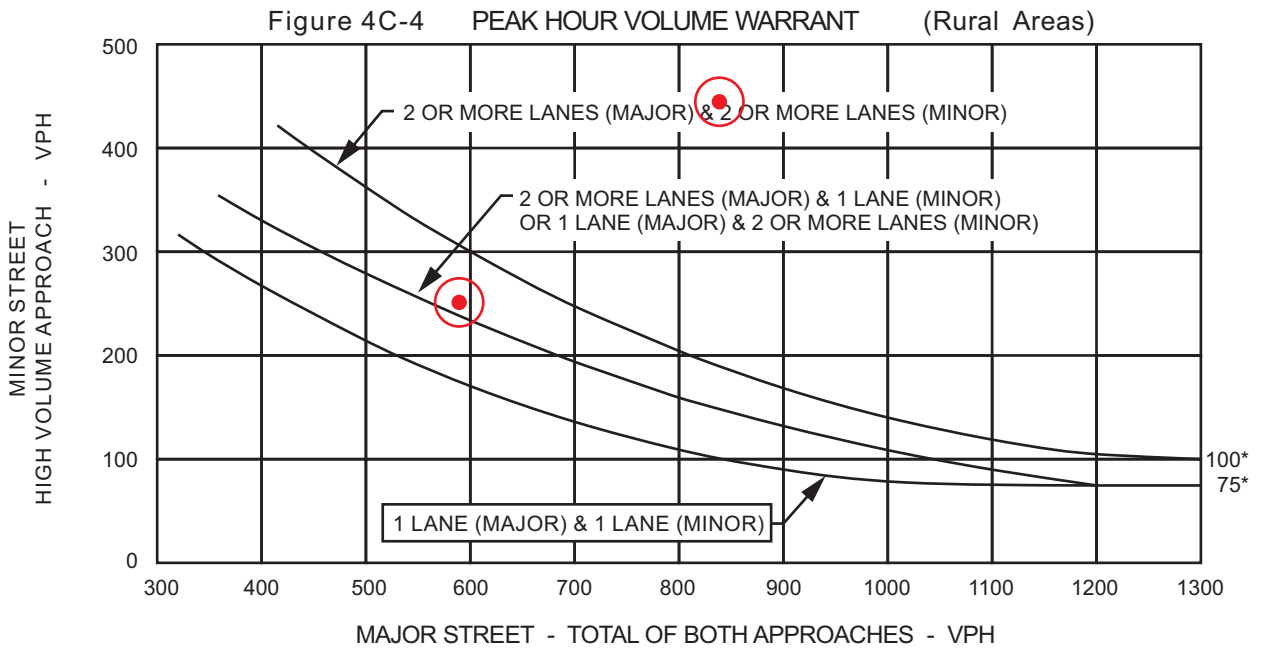 Figure 4C-4 PEAK HOUR VOLUME WARRANT (Rural Areas)
MINOR STREET
HIGH VOLUME APPROACH - VPH
500
400
300
200
100
0
2 OR MORE LANES (MAJOR) & 2 OR MORE LANES (MINOR)
2 OR MORE LANES (MAJOR) & 1 LANE (MINOR)
OR 1 LANE (MAJOR) & 2 OR MORE LANES (MINOR)
1 LANE (MAJOR) & 1 LANE (MINOR)
100*
75*
300 400 500 600 700 800 900 1000 1100 1200 1300
MAJOR STREET - TOTAL OF BOTH APPROACHES - VPH